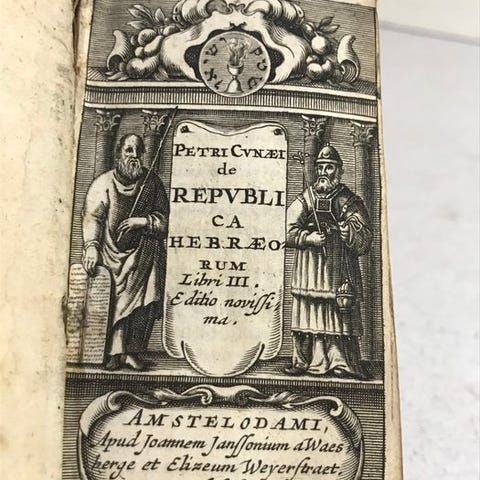 PETRI CVNÆI
de
REPVBLI
CA
HEBRÆO-
RUM
Libri III.
Editio novissi-
ma.
AMSTELODAMI,
Apud Joannem Janssonium à Waes
berge et Elizeum Weyerstraet.